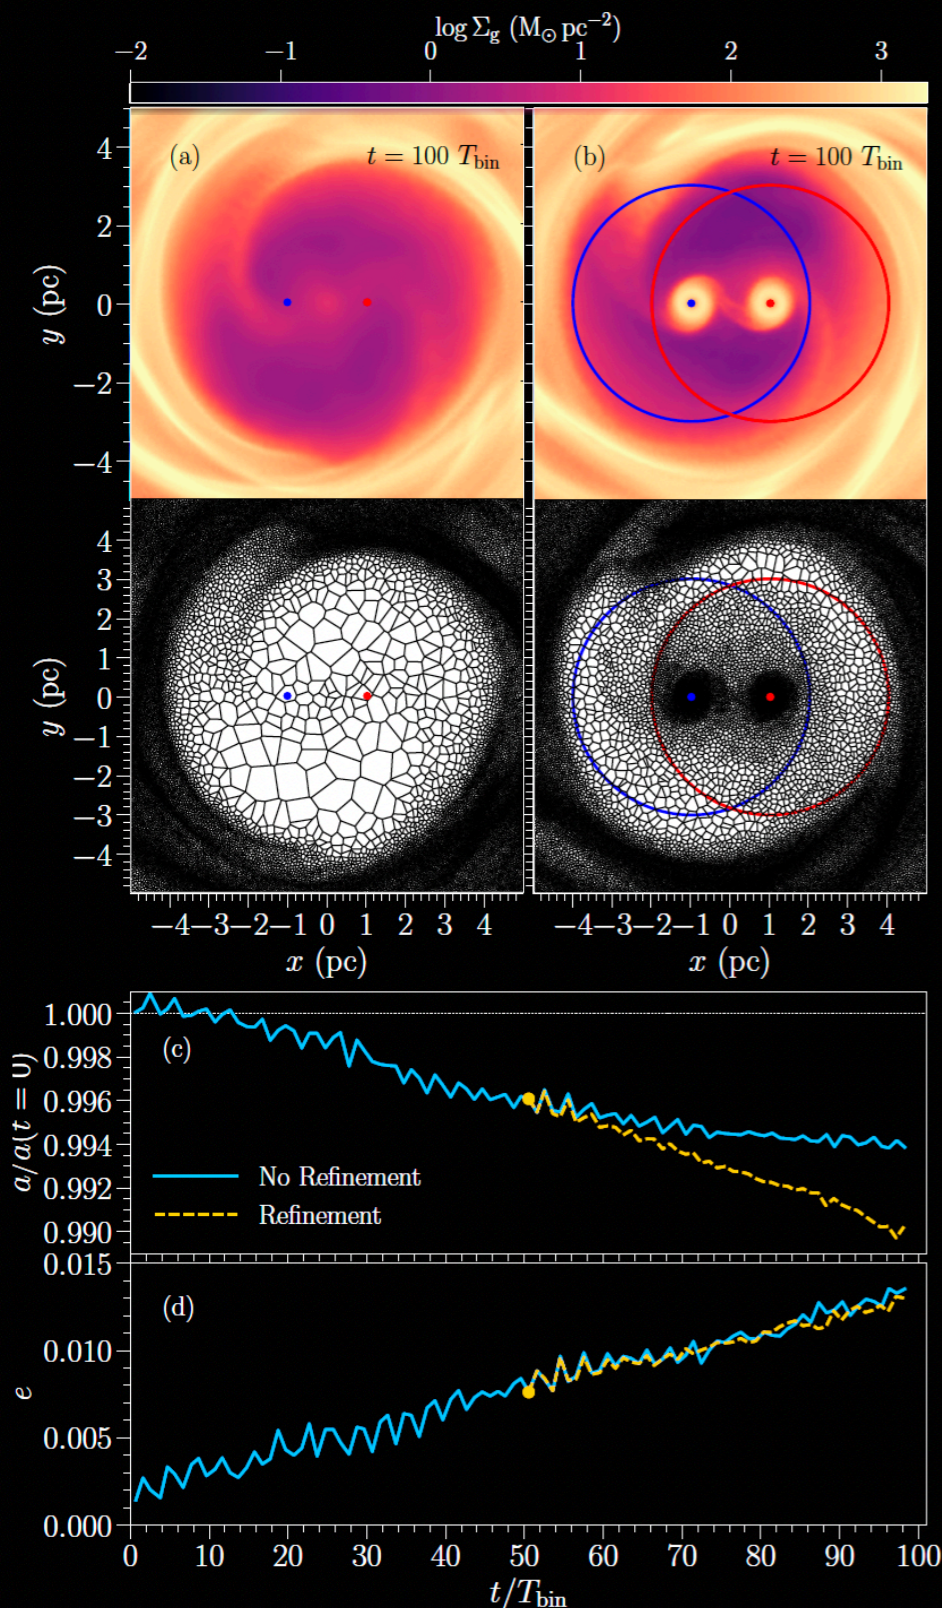 log Σg (M⊙ pc−2)
−2 −1 0 1 2 3
(a) t = 100 Tbin (b) t = 100 Tbin
4
2
0
−2
−4
y (pc)
4
3
2
1
0
−1
−2
−3
−4
y (pc)
−4 −3 −2 −1 0 1 2 3 4 −4 −3 −2 −1 0 1 2 3 4
x (pc) x (pc)
(c)
1.000
0.998
0.996
0.994
0.992
0.990
a/a(t = 0)
No Refinement
Refinement
(d)
0.015
0.010
0.005
0.000
e
0 10 20 30 40 50 60 70 80 90 100
t/Tbin